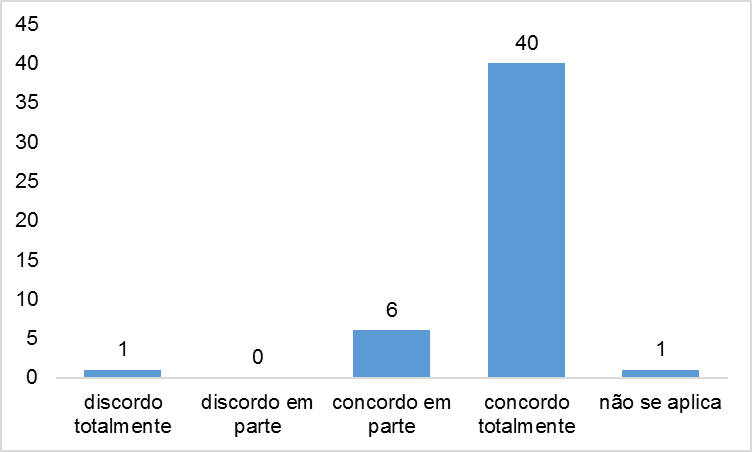 45
40
35
30
25
20
15
10
5
0
1
0
6
40
1
discordo
totalmente
discordo em
parte
concordo em
parte
concordo
totalmente
não se aplica